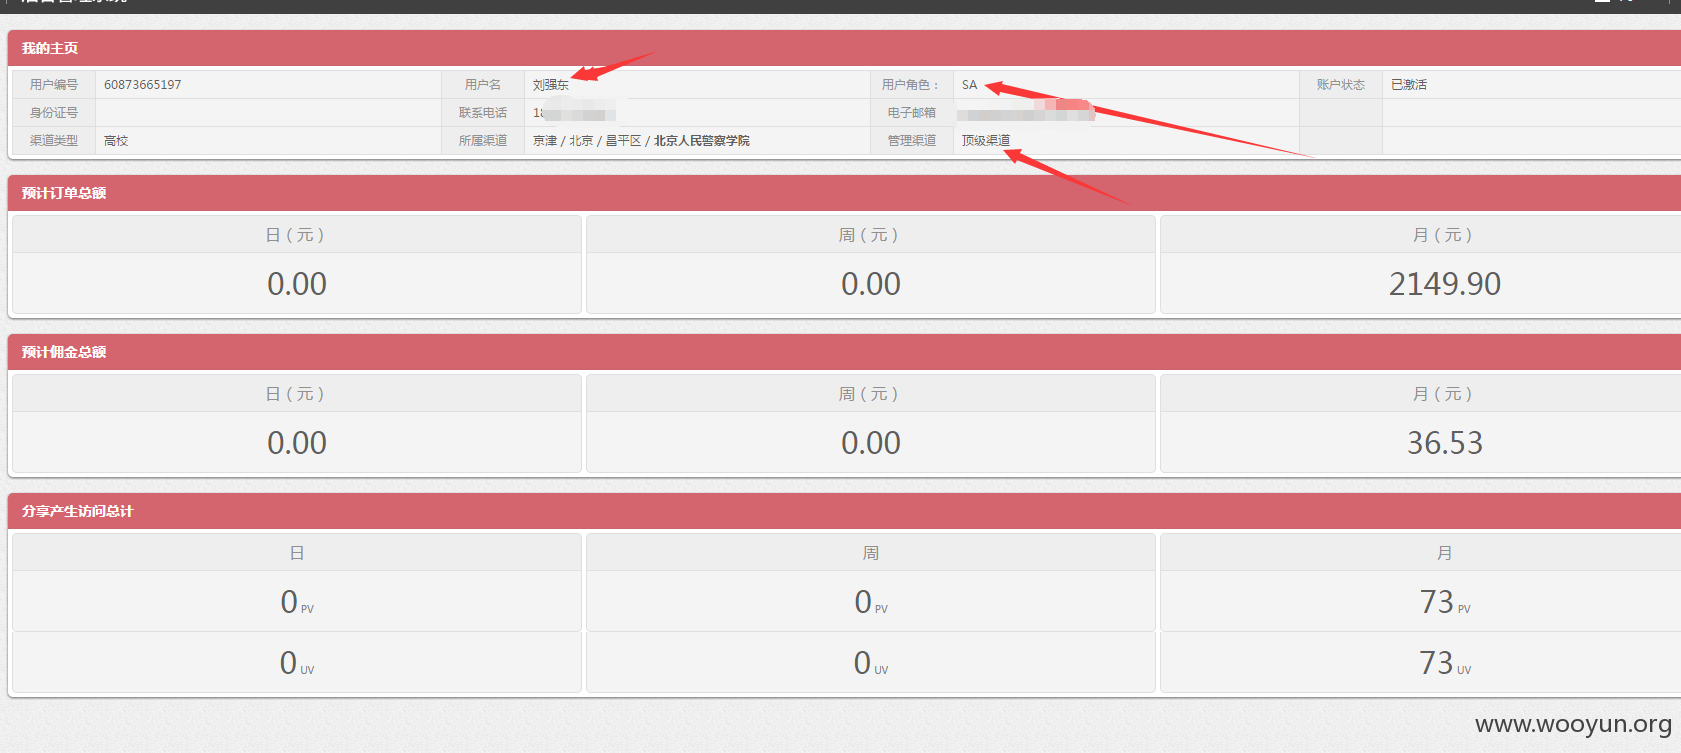 我的主页
用户编号 60873665197 用户名 刘强东 用户角色： SA 账户状态 已激活
身份证号 联系电话 18 电子邮箱
渠道类型 高校 所属渠道 京津 / 北京 / 昌平区 / 北京人民警察学院 管理渠道 顶级渠道
预计订单总额
日（元） 周（元） 月（元）
0.00 0.00 2149.90
预计佣金总额
日（元） 周（元） 月（元）
0.00 0.00 36.53
分享产生访问总计
日 周 月
0 PV 0 PV 73 PV
0 UV 0 UV 73 UV
www.wooyun.org